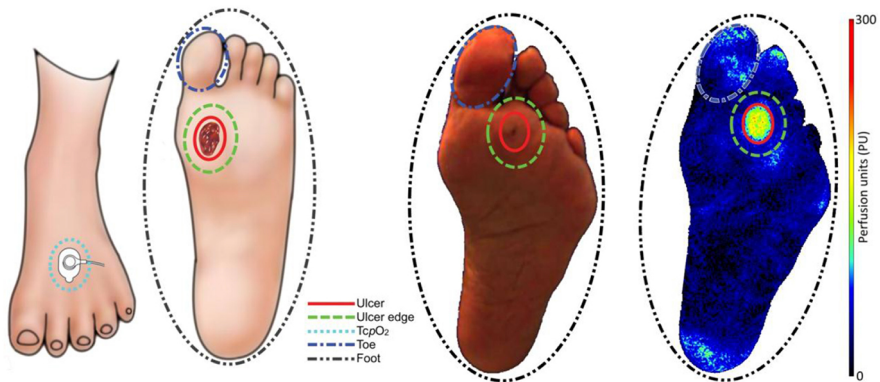 Ulcer
Ulcer edge
TcpO₂
Toe
Foot
300
Perfusion units (PU)
0